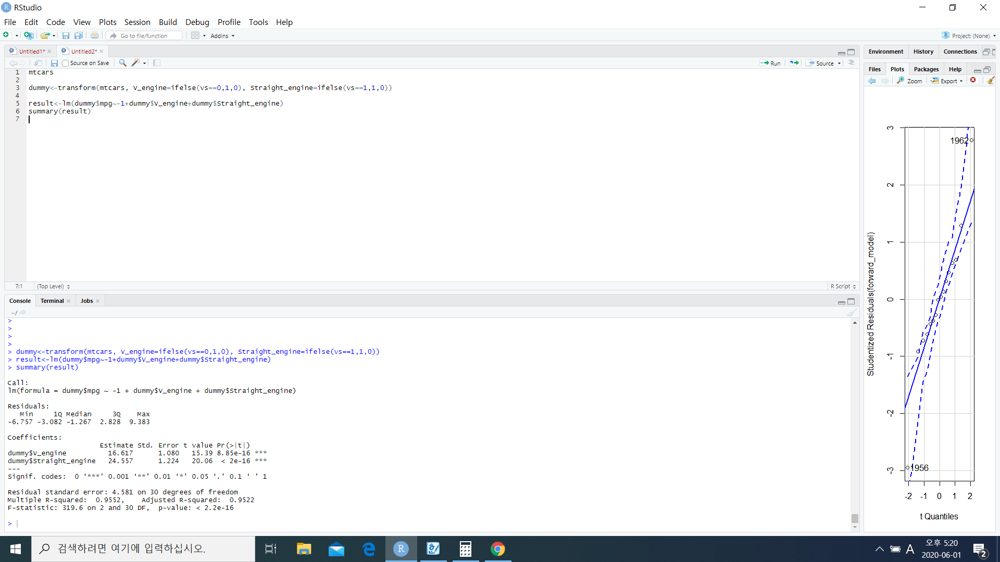 RStudio
File Edit Code View Plots Session Build Debug Profile Tools Help
Go to file/function Addins Project: (None)
Untitled1* Untitled2*
Source on Save Run Source
1 mtcars
2
3 dummy<-transform(mtcars, V_engine=ifelse(vs==0,1,0), Straight_engine=ifelse(vs==1,1,0))
4
5 result<-lm(dummy$mpg~-1+dummy$V_engine+dummy$Straight_engine)
6 summary(result)
7
7:1 (Top Level) R Script
Console Terminal Jobs
~/
>
>
>
>
> dummy<-transform(mtcars, V_engine=ifelse(vs==0,1,0), Straight_engine=ifelse(vs==1,1,0))
> result<-lm(dummy$mpg~-1+dummy$V_engine+dummy$Straight_engine)
> summary(result)
Call:
lm(formula = dummy$mpg ~ -1 + dummy$V_engine + dummy$Straight_engine)
Residuals:
Min 1Q Median 3Q Max
-6.757 -3.082 -1.267 2.828 9.383
Coefficients:
Estimate Std. Error t value Pr(>|t|)
dummy$V_engine 16.617 1.080 15.39 8.85e-16 ***
dummy$Straight_engine 24.557 1.224 20.06 < 2e-16 ***
---
Signif. codes: 0 ‘***’ 0.001 ‘**’ 0.01 ‘*’ 0.05 ‘.’ 0.1 ‘ ’ 1
Residual standard error: 4.581 on 30 degrees of freedom
Multiple R-squared: 0.9552, Adjusted R-squared: 0.9522
F-statistic: 319.6 on 2 and 30 DF, p-value: < 2.2e-16
>
Environment History Connections
Files Plots Packages Help
Zoom Export
3
1962
2
1
0
-1
-2
-3
1956
Studentized Residuals(forward_model)
-2 -1 0 1 2
t Quantiles
검색하려면 여기에 입력하십시오.
A
오후 5:20
2020-06-01
2